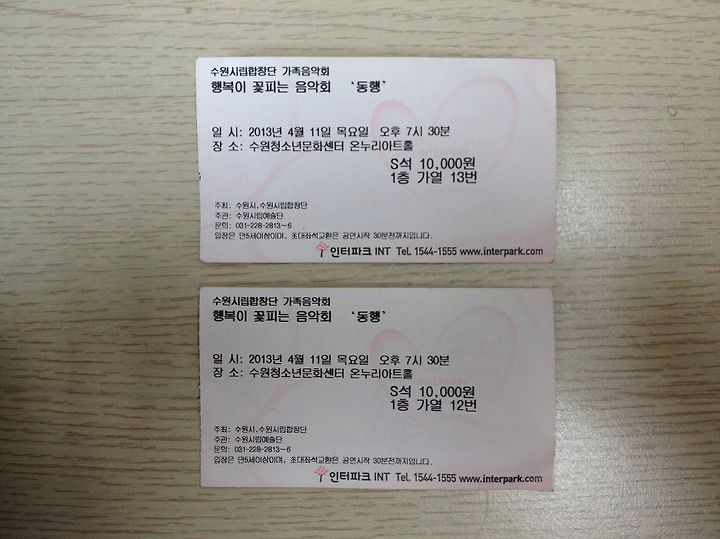 수원시립합창단 가족음악회
행복이 꽃피는 음악회 '동행'
일 시: 2013년 4월 11일 목요일 오후 7시 30분
장 소: 수원청소년문화센터 온누리아트홀
S석 10,000원
1층 가열 13번
주최: 수원시.수원시립합창단
주관: 수원시립예술단
문의: 031-228-2813~6
입장은 만5세이상이며, 초대좌석교환은 공연시작 30분전까지입니다.
인터파크 INT Tel. 1544-1555 www.interpark.com
수원시립합창단 가족음악회
행복이 꽃피는 음악회 '동행'
일 시: 2013년 4월 11일 목요일 오후 7시 30분
장 소: 수원청소년문화센터 온누리아트홀
S석 10,000원
1층 가열 12번
주최: 수원시.수원시립합창단
주관: 수원시립예술단
문의: 031-228-2813~6
입장은 만5세이상이며, 초대좌석교환은 공연시작 30분전까지입니다.
인터파크 INT Tel. 1544-1555 www.interpark.com